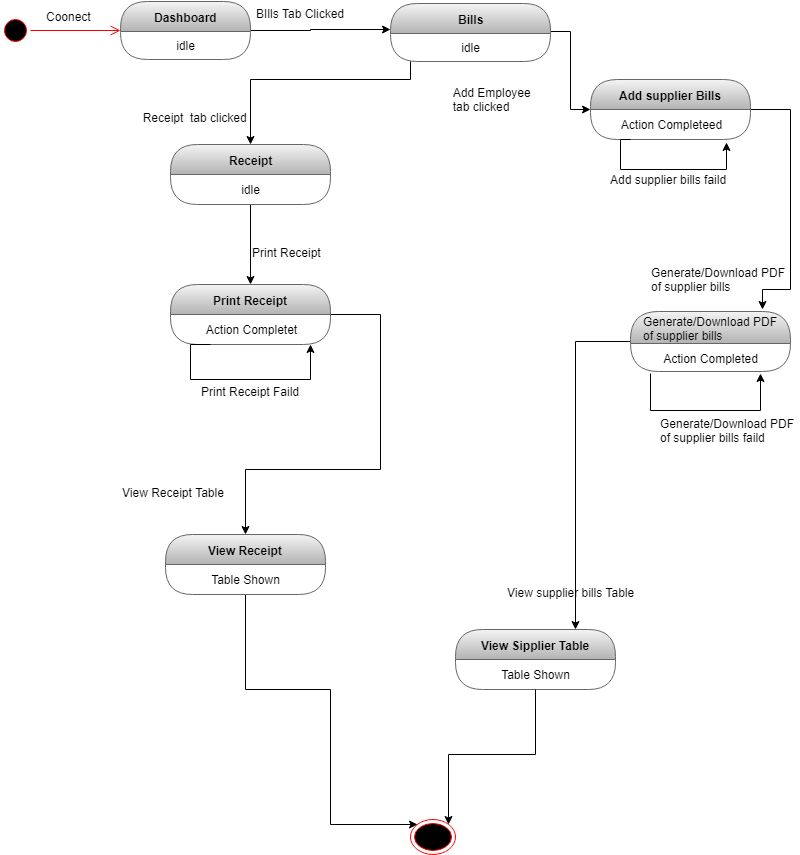 Coonect
Dashboard
idle
BIlls Tab Clicked
Bills
idle
Add Employee
tab clicked
Add supplier Bills
Action Completeed
Add supplier bills faild
Receipt  tab clicked
Receipt
idle
Print Receipt
Print Receipt
Action Completet
Print Receipt Faild
Generate/Download PDF
of supplier bills
Generate/Download PDF
of supplier bills
Action Completed
Generate/Download PDF
of supplier bills faild
View Receipt Table
View Receipt
Table Shown
View supplier bills Table
View Sipplier Table
Table Shown